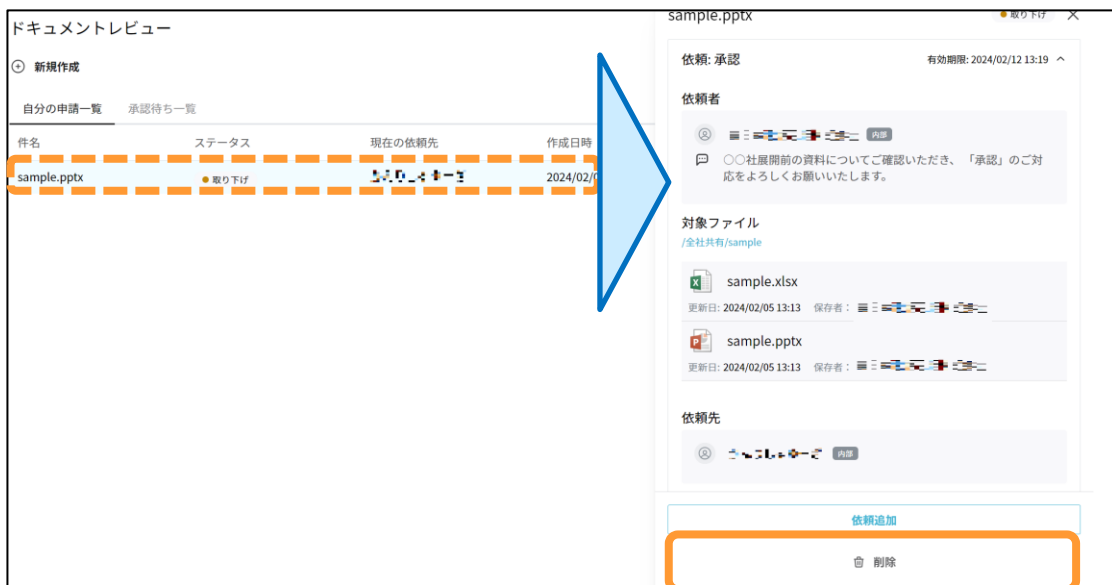 ドキュメントレビュー
新規作成
自分の申請一覧 承認待ち一覧
件名 ステータス 現在の依頼先 作成日時
sample.pptx 取り下げ 2024/02/
sample.pptx 取り下げ
依頼: 承認 有効期限: 2024/02/12 13:19
依頼者
内部
○○社展開前の資料についてご確認いただき、「承認」のご対
応をよろしくお願いいたします。
対象ファイル
/全社共有/sample
sample.xlsx
更新日: 2024/02/05 13:13 保存者：
sample.pptx
更新日: 2024/02/05 13:13 保存者：
依頼先
内部
依頼追加
削除